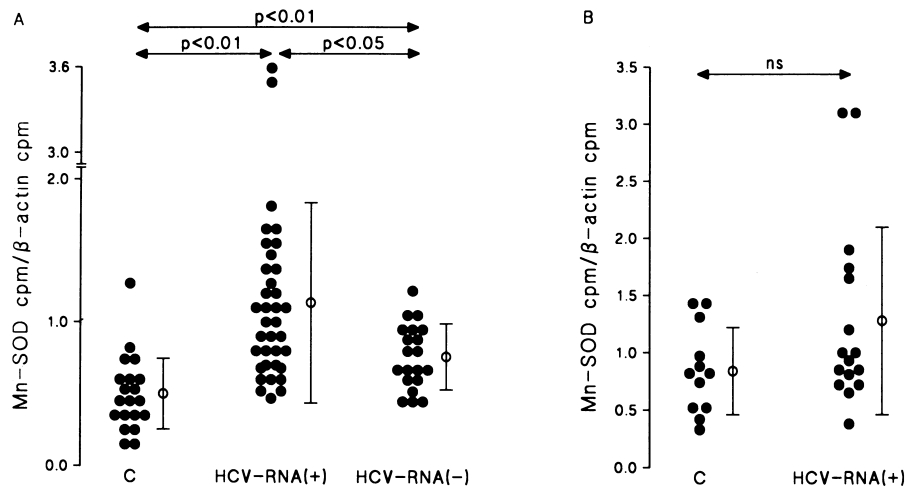 A
p<0.01
p<0.01
p<0.05
Mn-SOD cpm/β-actin cpm
3.6
3.0
2.0
1.0
0.0
C
HCV-RNA(+)
HCV-RNA(-)
B
ns
Mn-SOD cpm/β-actin cpm
3.5
3.0
2.5
2.0
1.5
1.0
0.5
0.0
C
HCV-RNA(+)